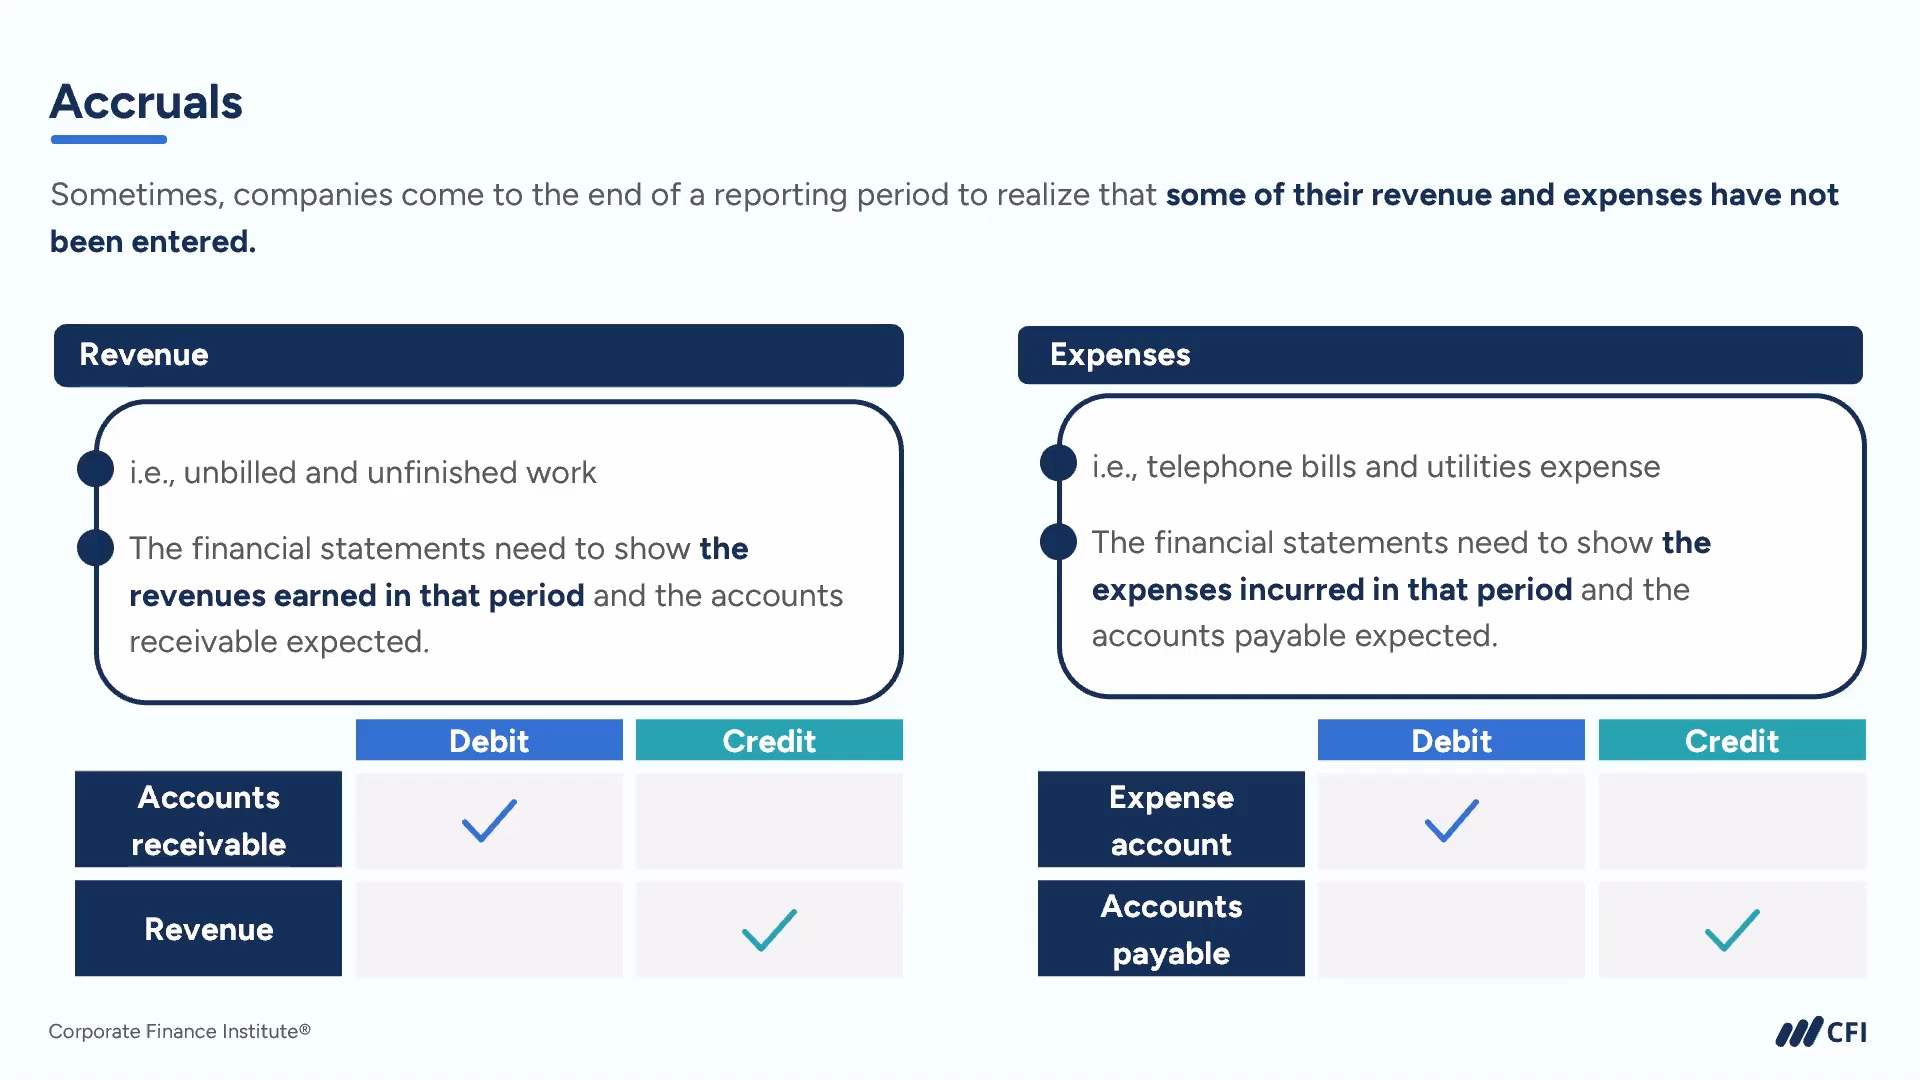 Accruals
Sometimes, companies come to the end of a reporting period to realize that some of their revenue and expenses have not
been entered.
Revenue
i.e., unbilled and unfinished work
The financial statements need to show the
revenues earned in that period and the accounts
receivable expected.
Debit
Credit
Accounts
receivable
Revenue
Expenses
i.e., telephone bills and utilities expense
The financial statements need to show the
expenses incurred in that period and the
accounts payable expected.
Debit
Credit
Expense
account
Accounts
payable
Corporate Finance Institute®
CFI